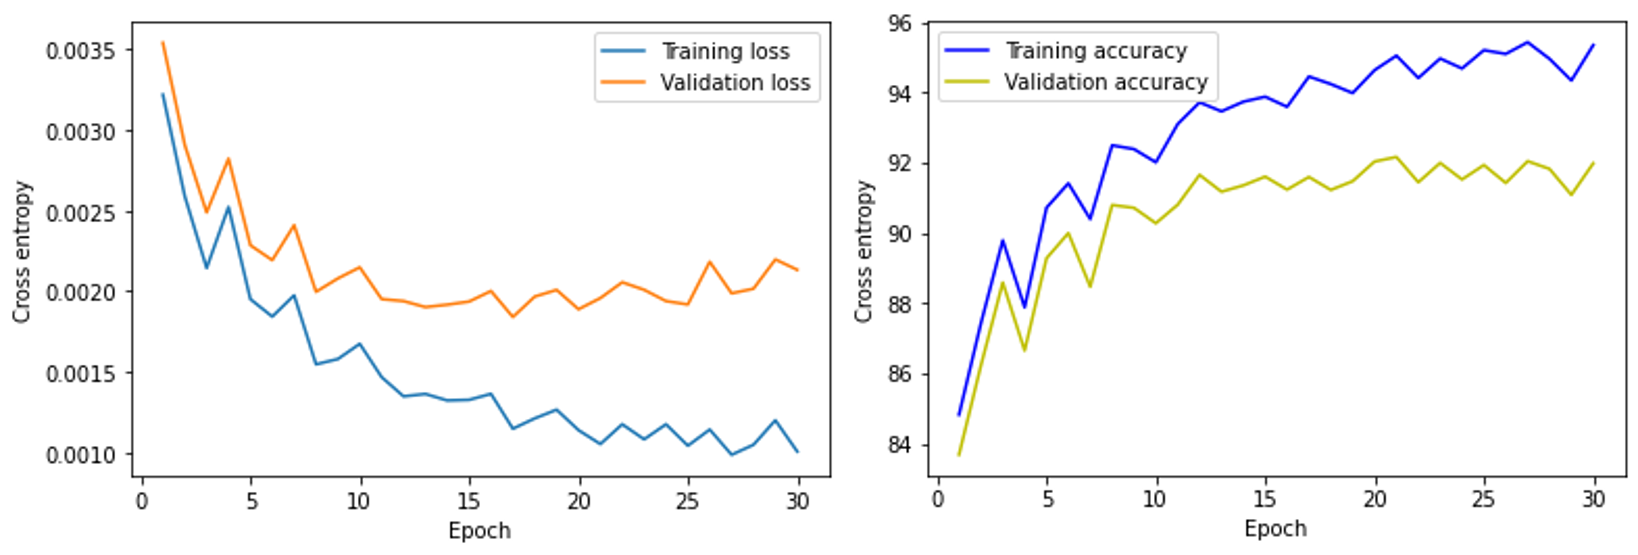 Training loss
Validation loss
0.0035
0.0030
0.0025
0.0020
0.0015
0.0010
Cross entropy
0 5 10 15 20 25 30
Epoch
Training accuracy
Validation accuracy
96
94
92
90
88
86
84
Cross entropy
0 5 10 15 20 25 30
Epoch